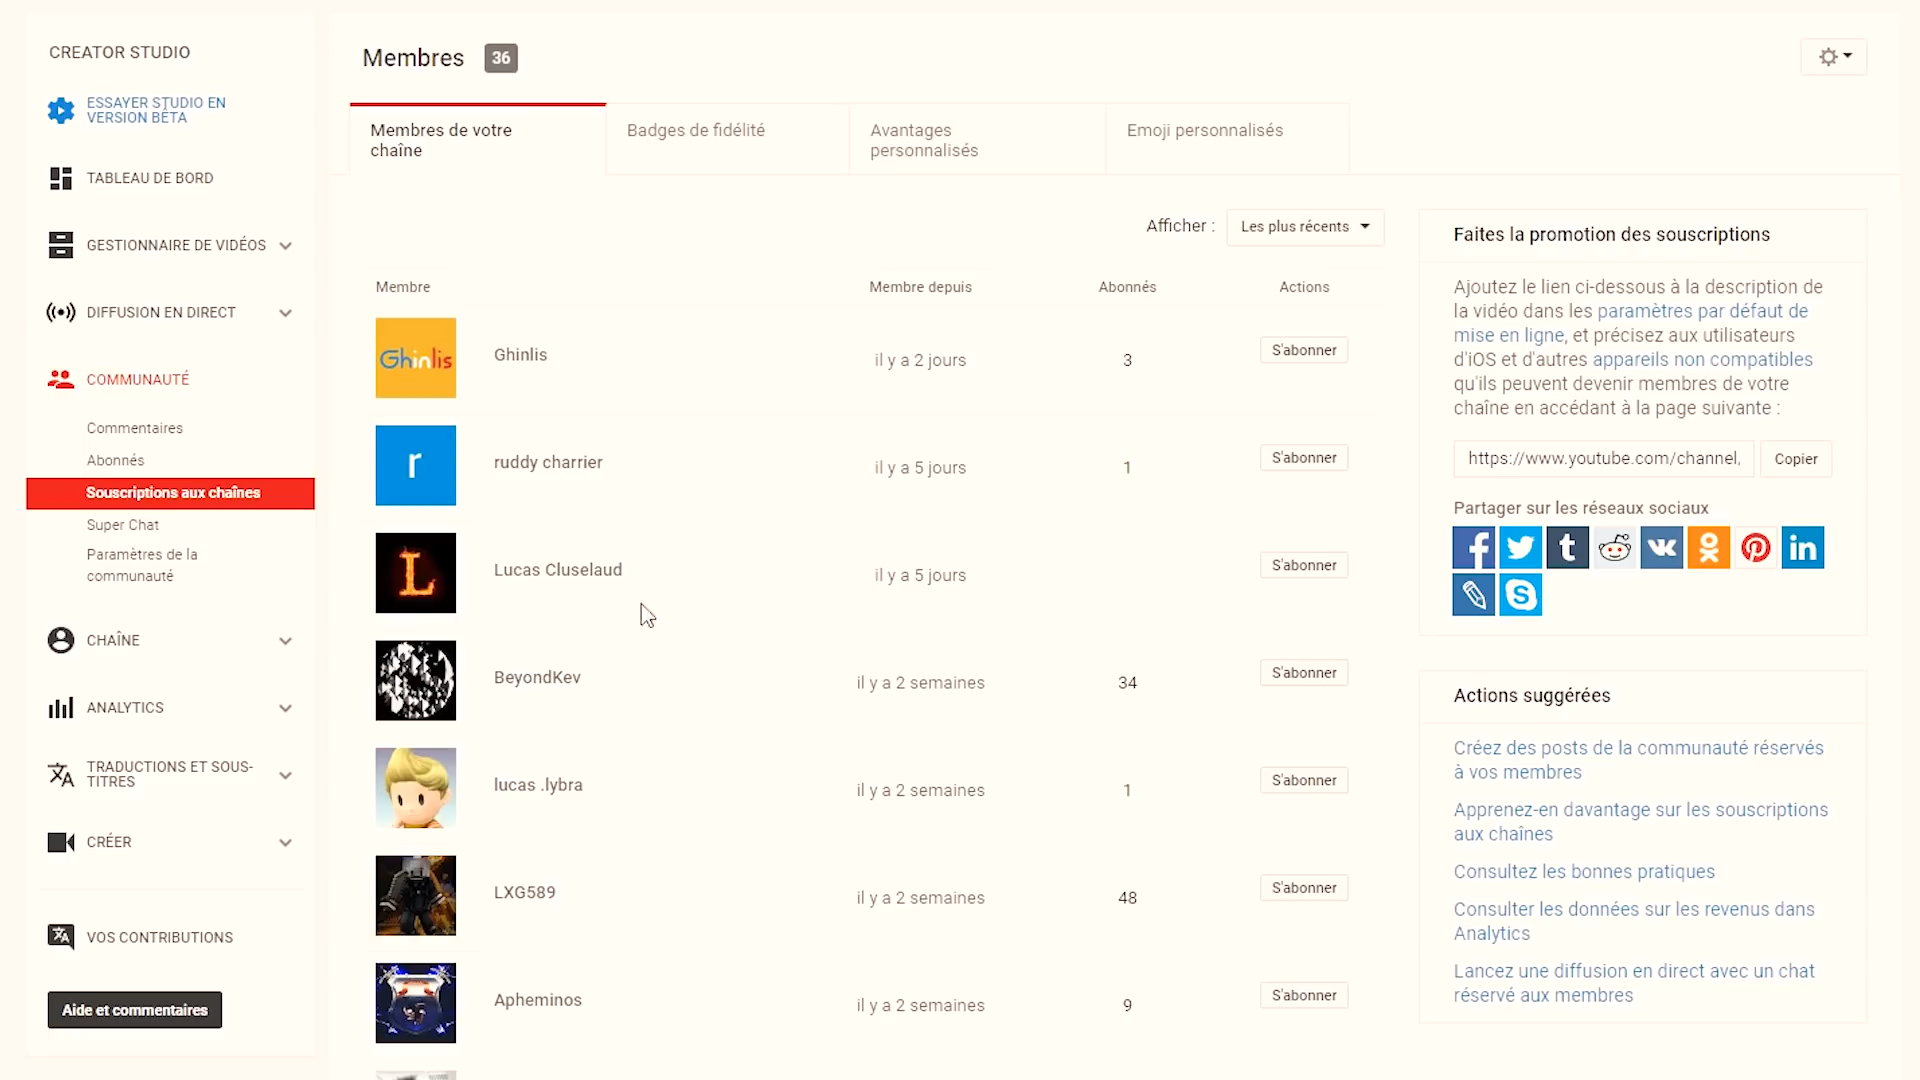 CREATOR STUDIO
ESSAYER STUDIO EN
VERSION BÊTA
TABLEAU DE BORD
GESTIONNAIRE DE VIDÉOS
DIFFUSION EN DIRECT
COMMUNAUTÉ
Commentaires
Abonnés
Souscriptions aux chaînes
Super Chat
Paramètres de la
communauté
CHAÎNE
ANALYTICS
TRADUCTIONS ET SOUS-
TITRES
CRÉER
VOS CONTRIBUTIONS
Aide et commentaires
Membres 36
Membres de votre
chaîne
Badges de fidélité
Avantages
personnalisés
Emoji personnalisés
Afficher : Les plus récents
Membre Membre depuis Abonnés Actions
Ghinlis Ghinlis il y a 2 jours 3 S'abonner
r ruddy charrier il y a 5 jours 1 S'abonner
L Lucas Cluselaud il y a 5 jours S'abonner
BeyondKev il y a 2 semaines 34 S'abonner
lucas .lybra il y a 2 semaines 1 S'abonner
LXG589 il y a 2 semaines 48 S'abonner
Apheminos il y a 2 semaines 9 S'abonner
Faites la promotion des souscriptions
Ajoutez le lien ci-dessous à la description de
la vidéo dans les paramètres par défaut de
mise en ligne, et précisez aux utilisateurs
d'iOS et d'autres appareils non compatibles
qu'ils peuvent devenir membres de votre
chaîne en accédant à la page suivante :
https://www.youtube.com/channel, Copier
Partager sur les réseaux sociaux
Actions suggérées
Créez des posts de la communauté réservés
à vos membres
Apprenez-en davantage sur les souscriptions
aux chaînes
Consultez les bonnes pratiques
Consulter les données sur les revenus dans
Analytics
Lancez une diffusion en direct avec un chat
réservé aux membres